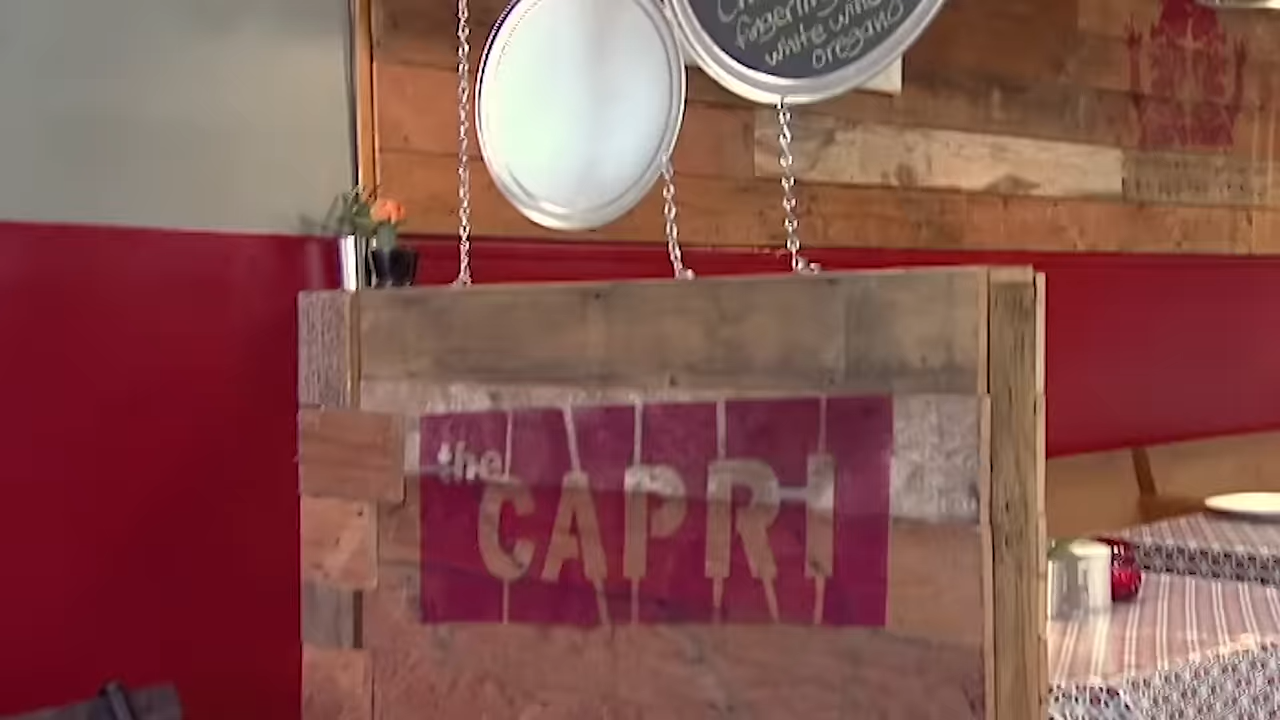 fingerling
white wine
oregano
the
CAPRI